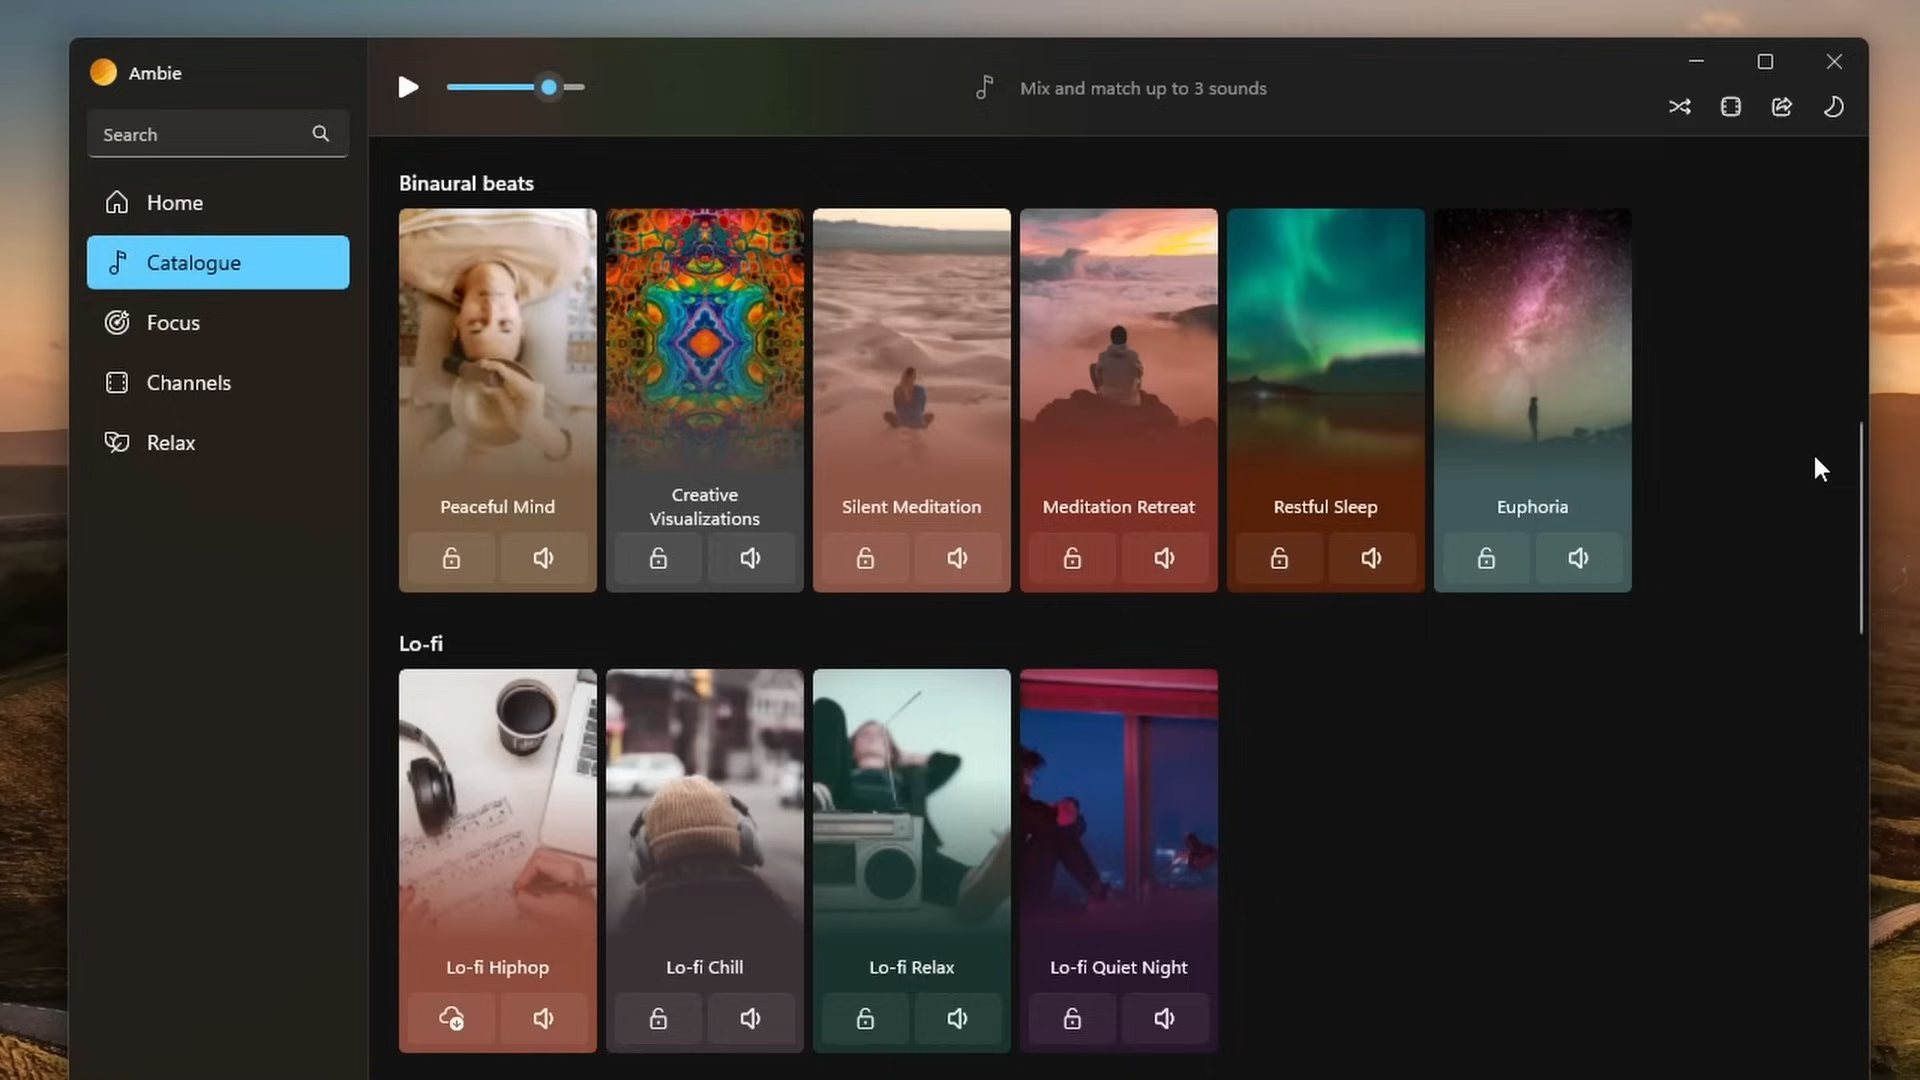 Ambie
Mix and match up to 3 sounds
Search
Home
Catalogue
Focus
Channels
Relax
Binaural beats
Peaceful Mind
Creative
Visualizations
Silent Meditation
Meditation Retreat
Restful Sleep
Euphoria
Lo-fi
Lo-fi Hiphop
Lo-fi Chill
Lo-fi Relax
Lo-fi Quiet Night